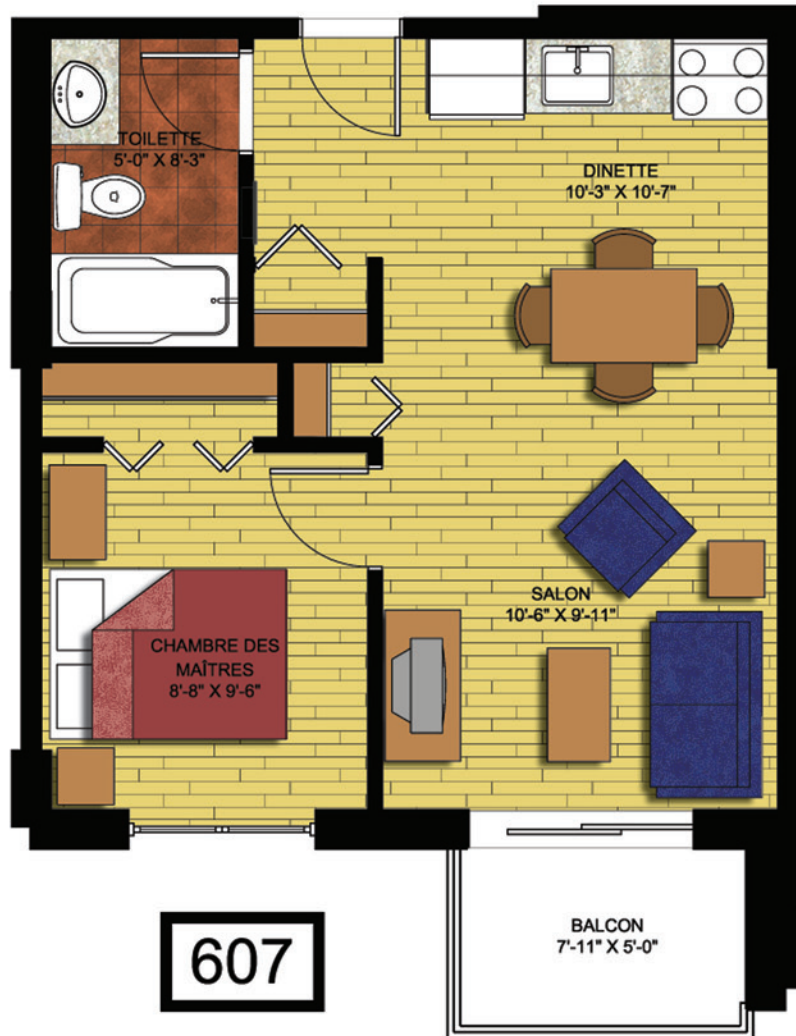 TOILETTE
5'-0" X 8'-3"
DINETTE
10'-3" X 10'-7"
SALON
10'-6" X 9'-11"
CHAMBRE DES
MAÎTRES
8'-8" X 9'-6"
BALCON
7'-11" X 5'-0"
607